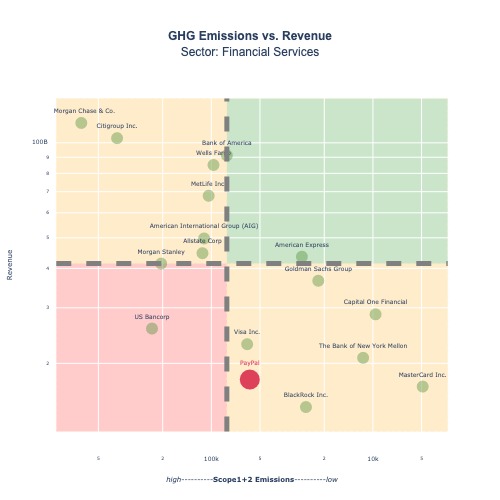 GHG Emissions vs. Revenue
Sector: Financial Services
Morgan Chase & Co.
Citigroup Inc.
100B
Bank of America
Wells Far
9
8
MetLife Inc
7
6
American International Group (AIG)
5
Allstate Corp
American Express
Morgan Stanley
4
Goldman Sachs Group
Revenue
Capital One Financial
3
US Bancorp
Visa Inc.
The Bank of New York Mellon
2
PayPal
MasterCard Inc.
BlackRock Inc.
5 2 100k 5 2 10k 5
high----------Scope1+2 Emissions----------low